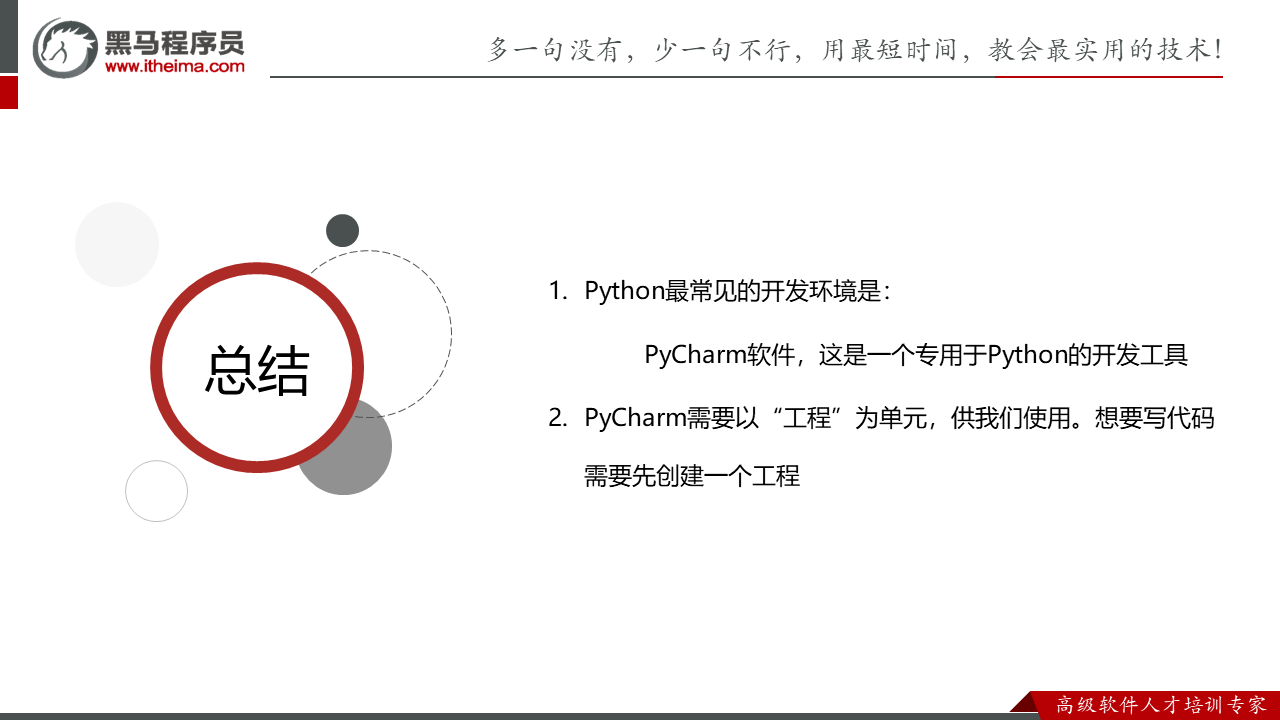 黑马程序员
www.itheima.com
多一句没有，少一句不行，用最短时间，教会最实用的技术！
总结
1. Python最常见的开发环境是：
PyCharm软件，这是一个专用于Python的开发工具
2. PyCharm需要以“工程”为单元，供我们使用。想要写代码
需要先创建一个工程
高级软件人才培训专家